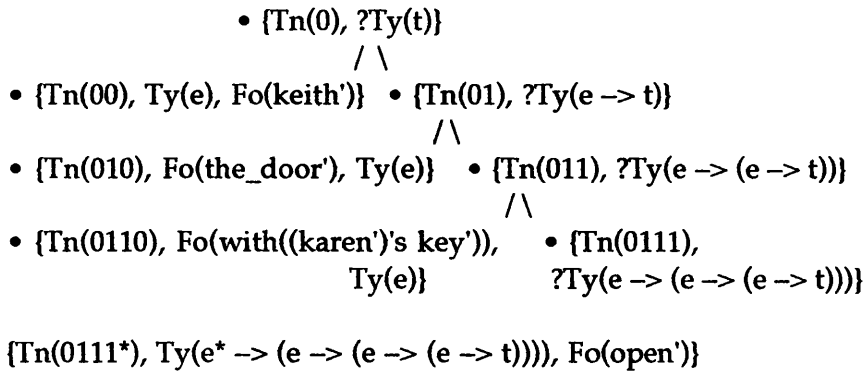 • {Tn(0), ?Ty(t)}
/ \
• {Tn(00), Ty(e), Fo(keith')} • {Tn(01), ?Ty(e –> t)}
/ \
• {Tn(010), Fo(the_door'), Ty(e)} • {Tn(011), ?Ty(e –> (e –> t))}
/ \
• {Tn(0110), Fo(with((karen')'s key')), • {Tn(0111),
Ty(e)} ?Ty(e –> (e –> (e –> t)))}
{Tn(0111*), Ty(e* –> (e –> (e –> (e –> t)))), Fo(open')}